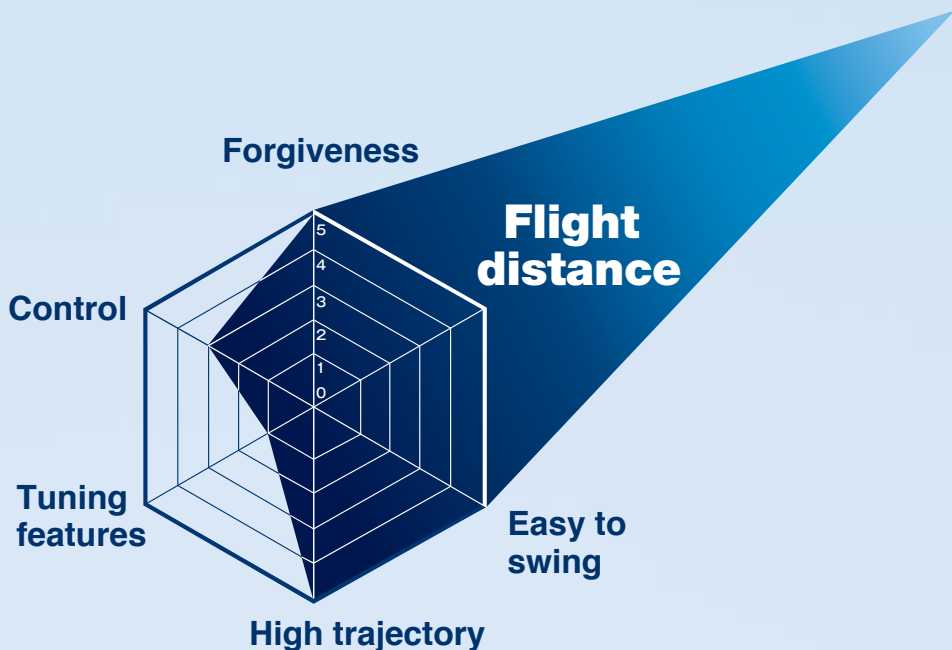 Forgiveness
Flight
distance
5
4
3
2
1
0
Control
Tuning
features
Easy to
swing
High trajectory